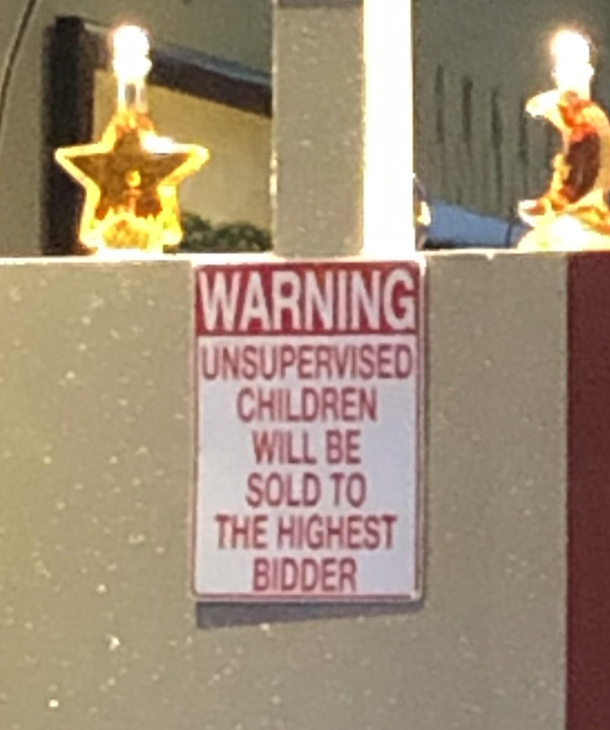 WARNING
UNSUPERVISED
CHILDREN
WILL BE
SOLD TO
THE HIGHEST
BIDDER